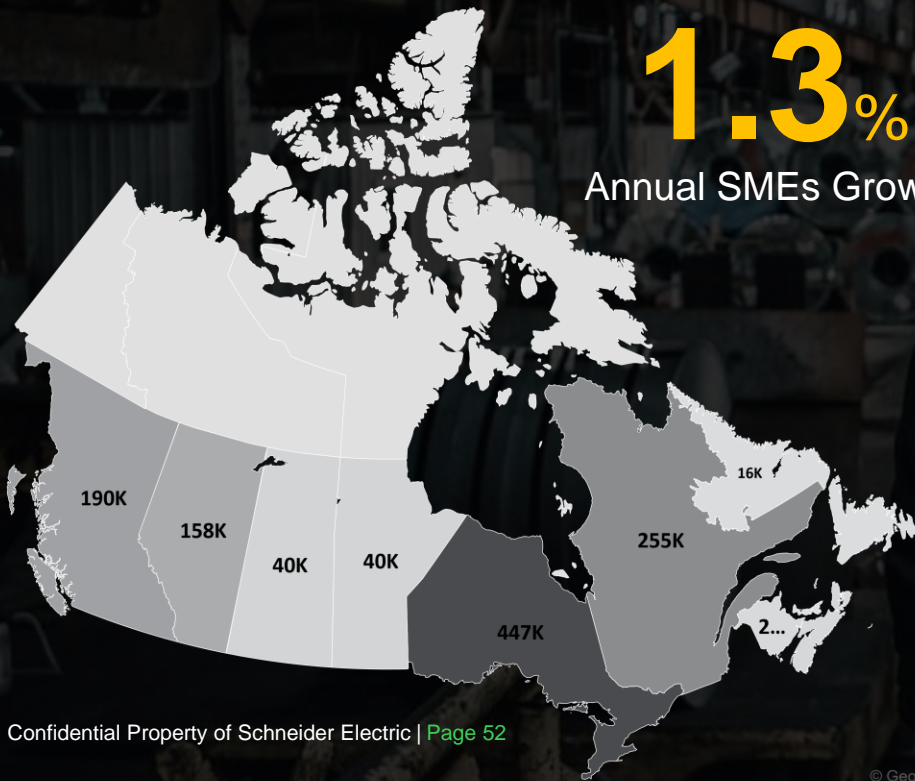 1.3%
Annual SMEs Grow
16K
190K
158K
255K
40K
40K
447K
2...
Confidential Property of Schneider Electric | Page 52
© Geo